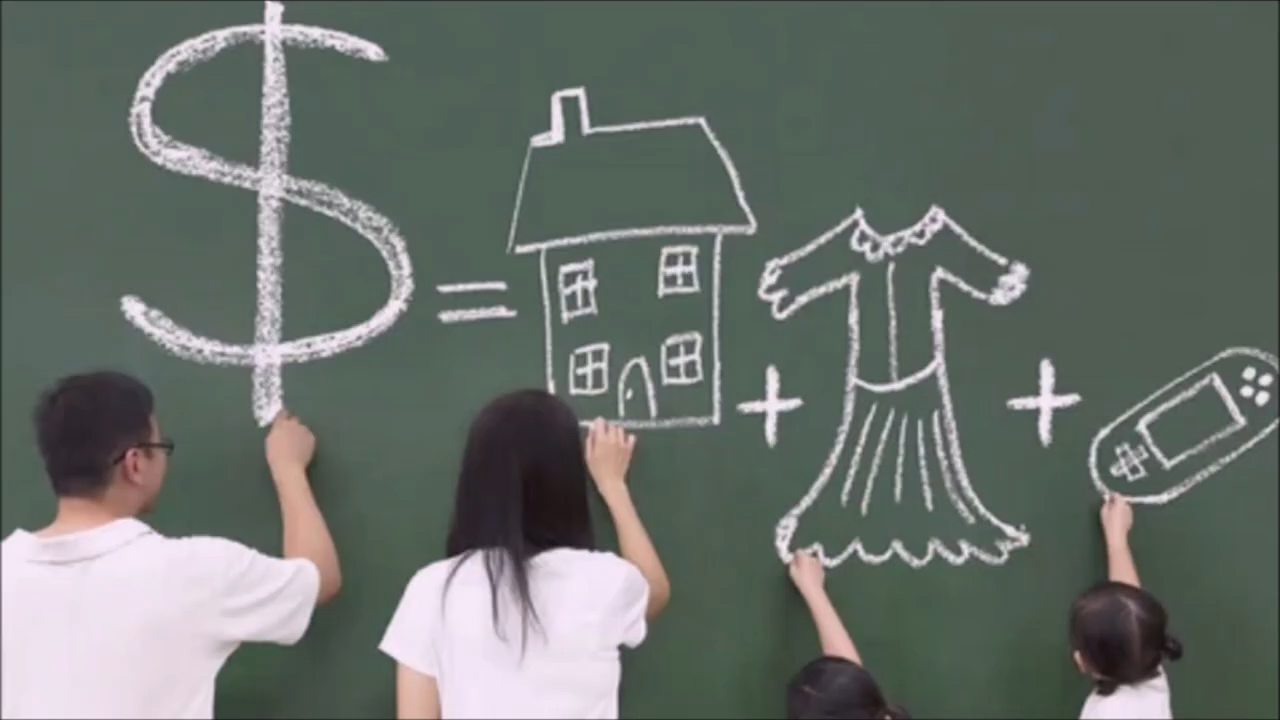 $ = + +